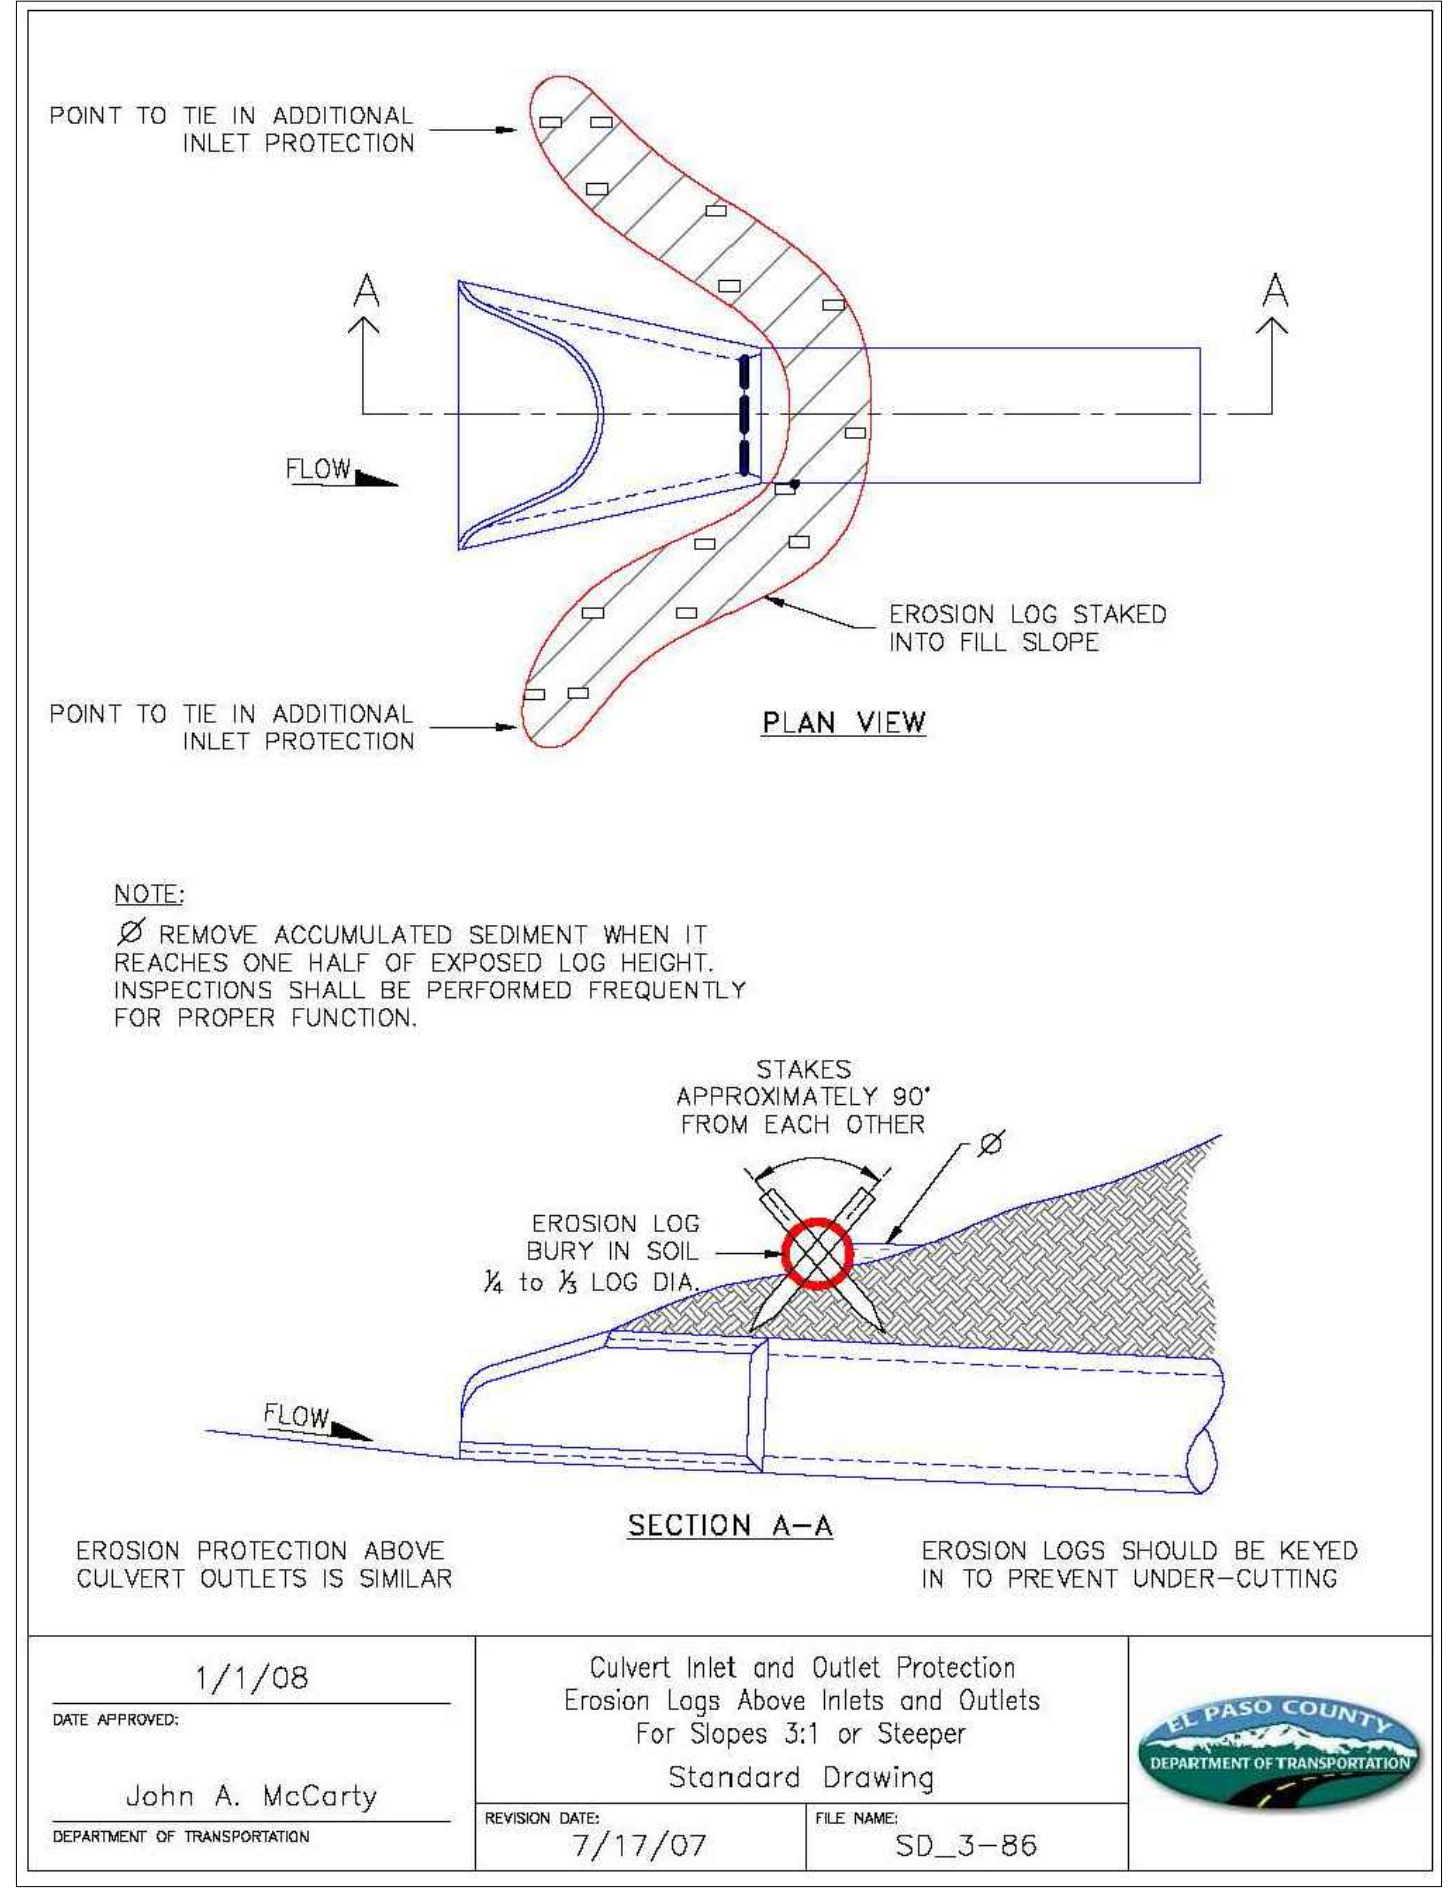 POINT TO TIE IN ADDITIONAL
INLET PROTECTION
A
A
FLOW
EROSION LOG STAKED
INTO FILL SLOPE
POINT TO TIE IN ADDITIONAL
INLET PROTECTION
PLAN VIEW
NOTE:
Ø REMOVE ACCUMULATED SEDIMENT WHEN IT
REACHES ONE HALF OF EXPOSED LOG HEIGHT.
INSPECTIONS SHALL BE PERFORMED FREQUENTLY
FOR PROPER FUNCTION.
STAKES
APPROXIMATELY 90°
FROM EACH OTHER
Ø
EROSION LOG
BURY IN SOIL
¼ to ⅓ LOG DIA.
FLOW
SECTION A-A
EROSION PROTECTION ABOVE
CULVERT OUTLETS IS SIMILAR
EROSION LOGS SHOULD BE KEYED
IN TO PREVENT UNDER-CUTTING
1/1/08
DATE APPROVED:
John A. McCarty
DEPARTMENT OF TRANSPORTATION
Culvert Inlet and Outlet Protection
Erosion Logs Above Inlets and Outlets
For Slopes 3:1 or Steeper
Standard Drawing
REVISION DATE:
7/17/07
FILE NAME:
SD_3-86
EL PASO COUNTY
DEPARTMENT OF TRANSPORTATION